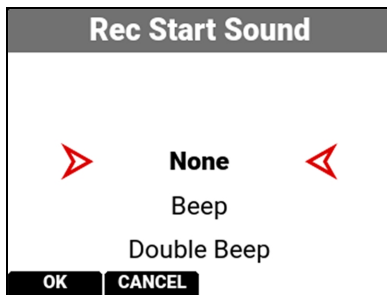 Rec Start Sound
None
Beep
Double Beep
OK CANCEL